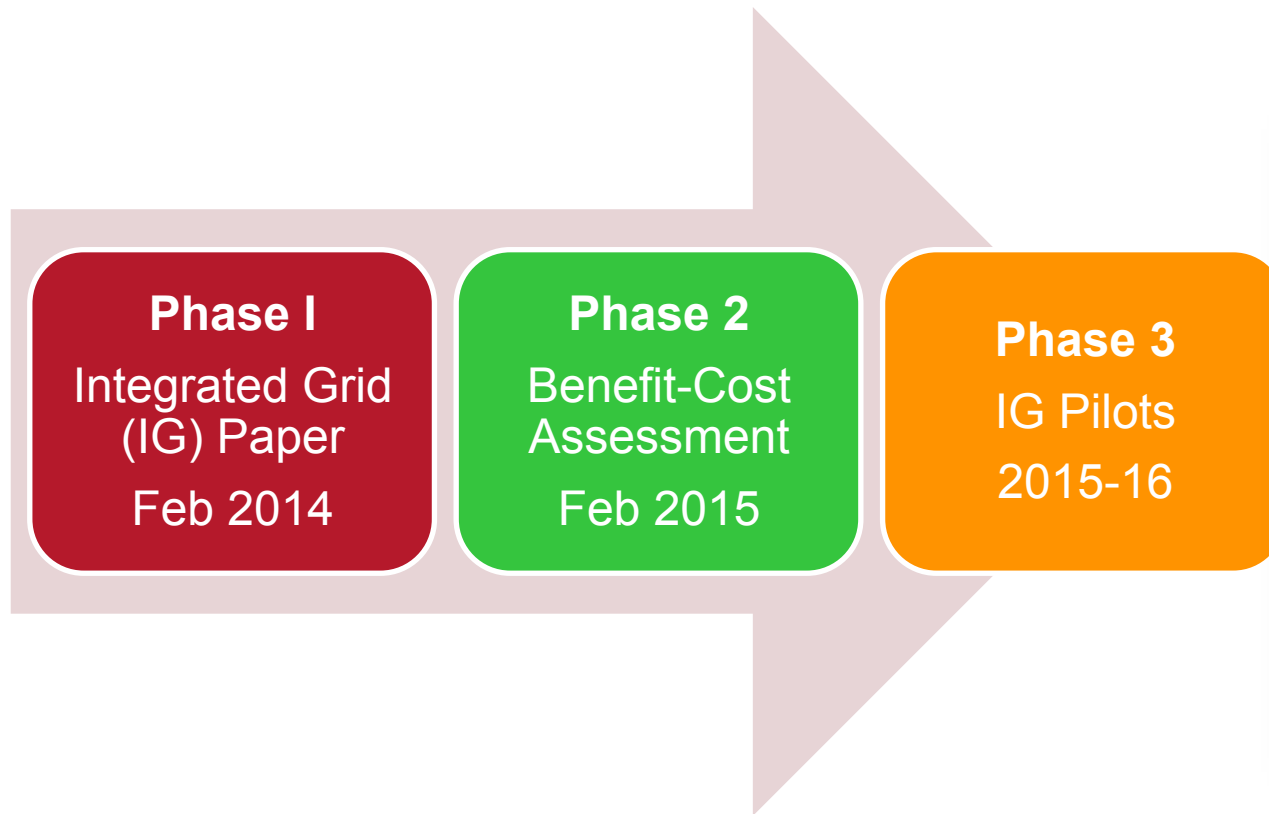 Phase I
Integrated Grid
(IG) Paper
Feb 2014
Phase 2
Benefit-Cost
Assessment
Feb 2015
Phase 3
IG Pilots
2015-16